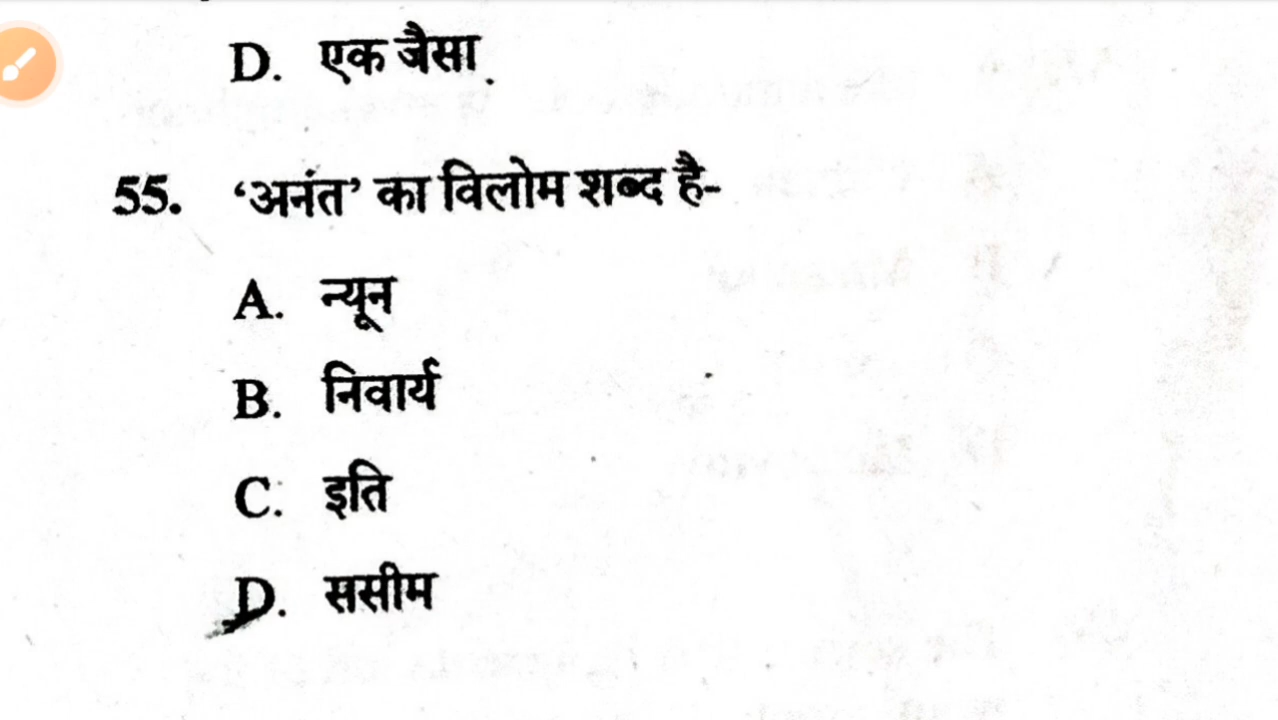 D. एक जैसा
55. ‘अनंत’ का विलोम शब्द है-
A. न्यून
B. निवार्य
C. इति
D. ससीम